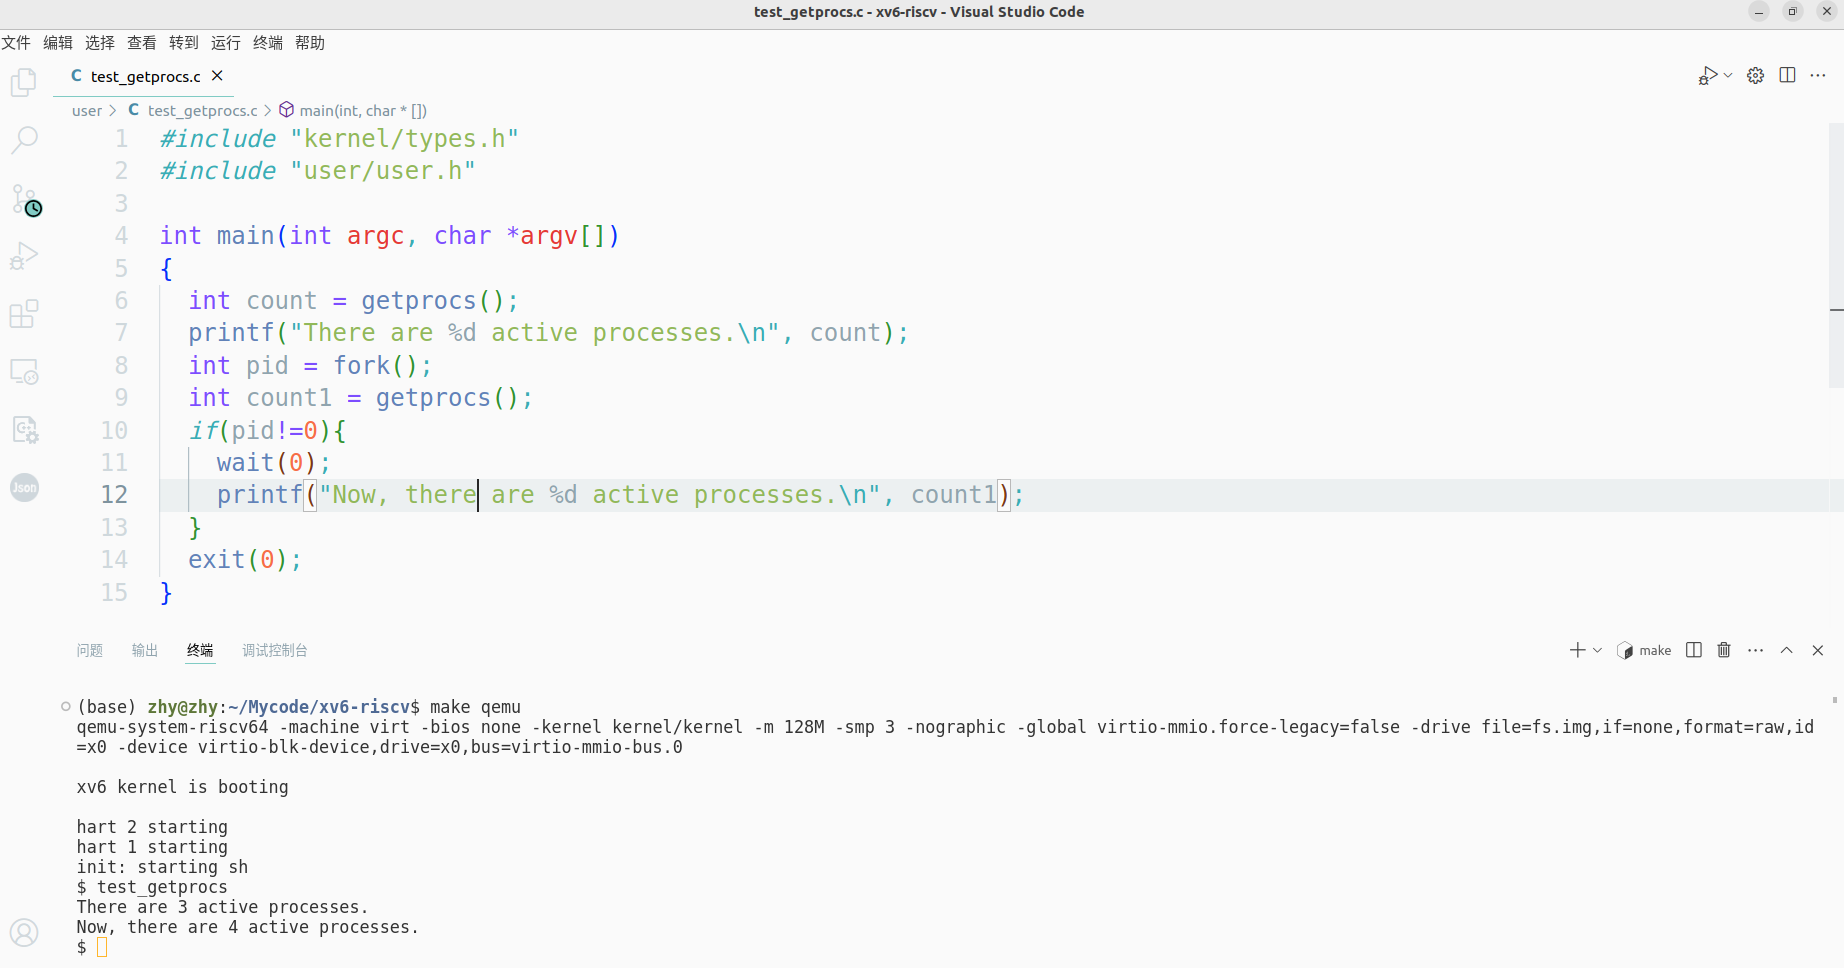 test_getprocs.c - xv6-riscv - Visual Studio Code
文件 编辑 选择 查看 转到 运行 终端 帮助
C test_getprocs.c
user > C test_getprocs.c > main(int, char * [])
1 #include "kernel/types.h"
2 #include "user/user.h"
3
4 int main(int argc, char *argv[])
5 {
6 int count = getprocs();
7 printf("There are %d active processes.\n", count);
8 int pid = fork();
9 int count1 = getprocs();
10 if(pid!=0){
11 wait(0);
12 printf("Now, there are %d active processes.\n", count1);
13 }
14 exit(0);
15 }
Json
问题 输出 终端 调试控制台
make
(base) zhy@zhy:~/Mycode/xv6-riscv$ make qemu
qemu-system-riscv64 -machine virt -bios none -kernel kernel/kernel -m 128M -smp 3 -nographic -global virtio-mmio.force-legacy=false -drive file=fs.img,if=none,format=raw,id
=x0 -device virtio-blk-device,drive=x0,bus=virtio-mmio-bus.0
xv6 kernel is booting
hart 2 starting
hart 1 starting
init: starting sh
$ test_getprocs
There are 3 active processes.
Now, there are 4 active processes.
$